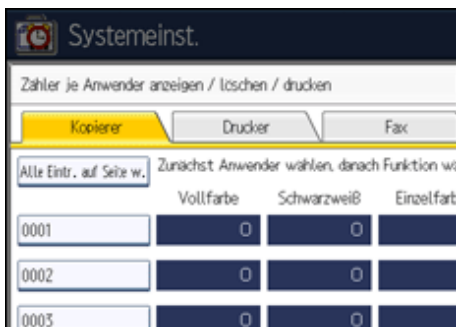 Systemeinst.
Zähler je Anwender anzeigen / löschen / drucken
Kopierer Drucker Fax
Alle Eintr. auf Seite w. Zunächst Anwender wählen, danach Funktion
Vollfarbe Schwarzweiß
0001 0 0
0002 0 0
0003 0 0